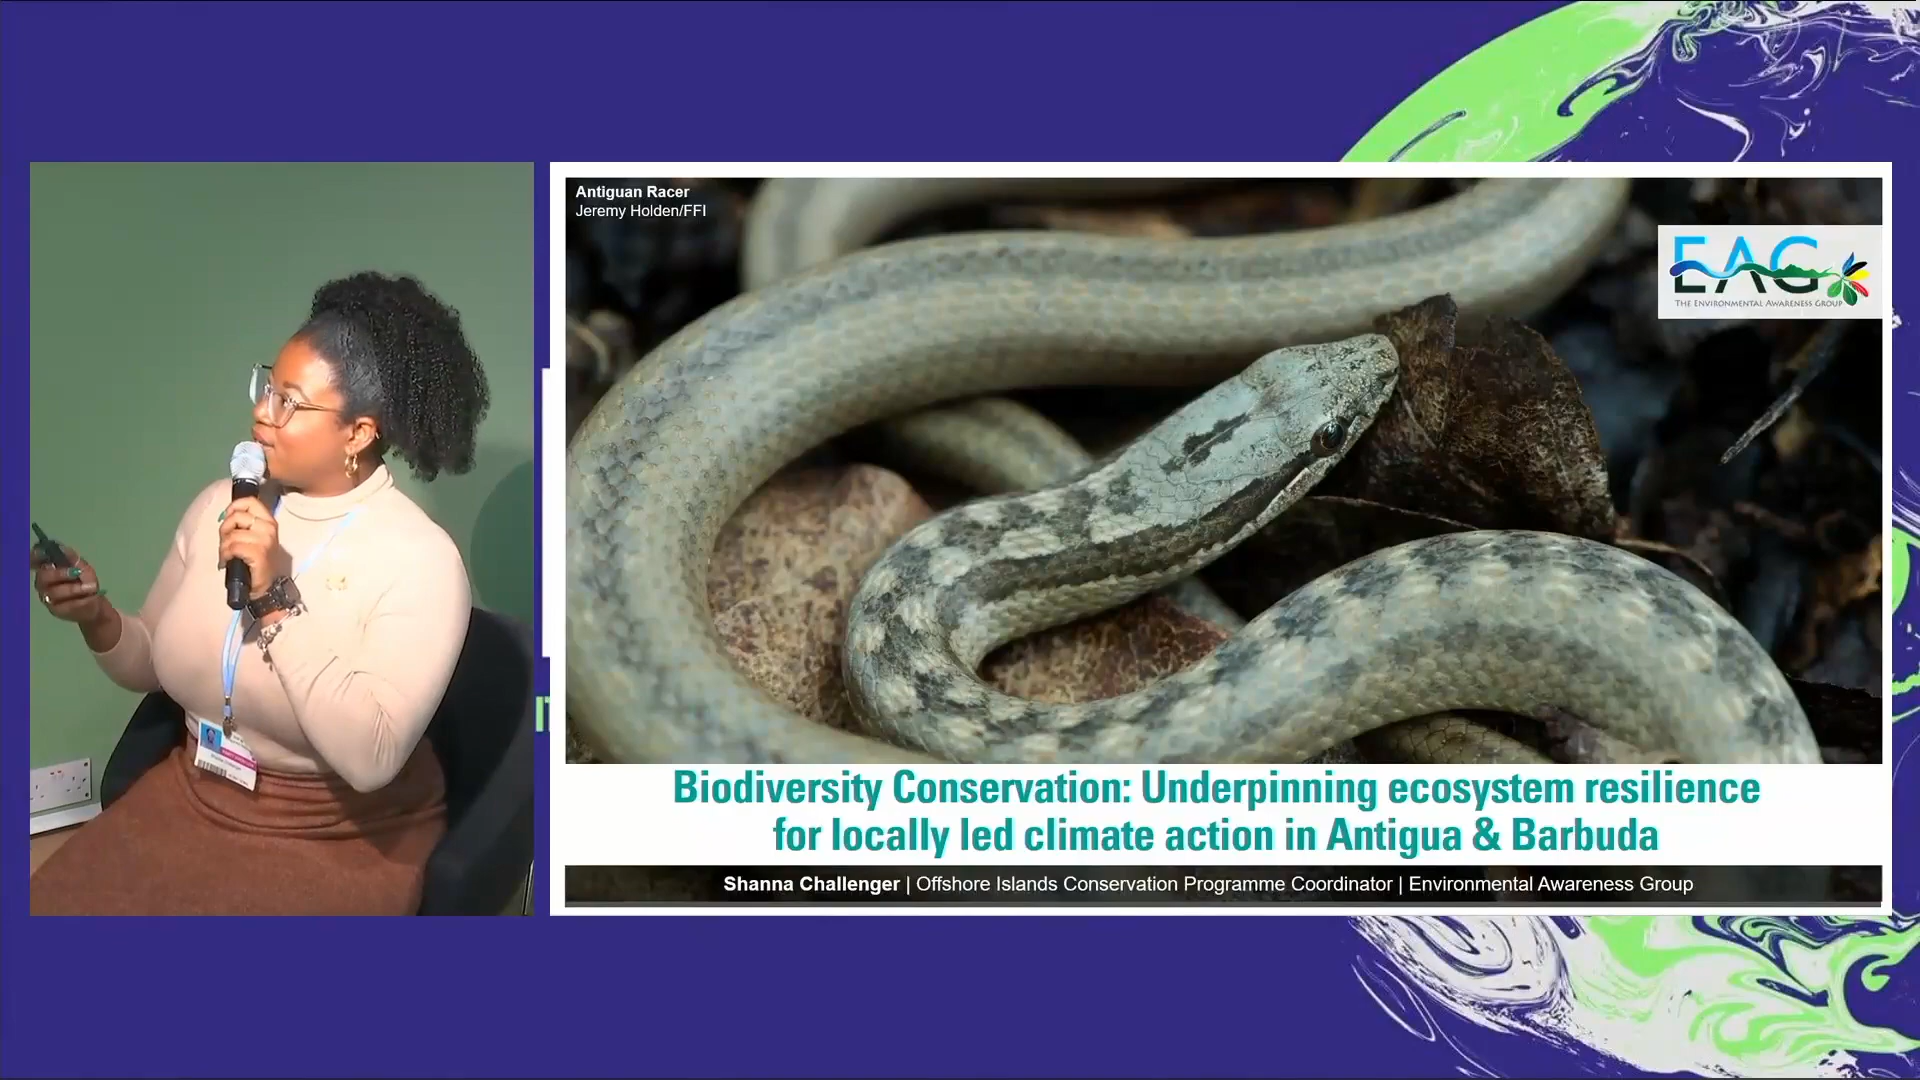 Antiguan Racer
Jeremy Holden/FFI
EAG
THE ENVIRONMENTAL AWARENESS GROUP
Biodiversity Conservation: Underpinning ecosystem resilience
for locally led climate action in Antigua & Barbuda
Shanna Challenger | Offshore Islands Conservation Programme Coordinator | Environmental Awareness Group